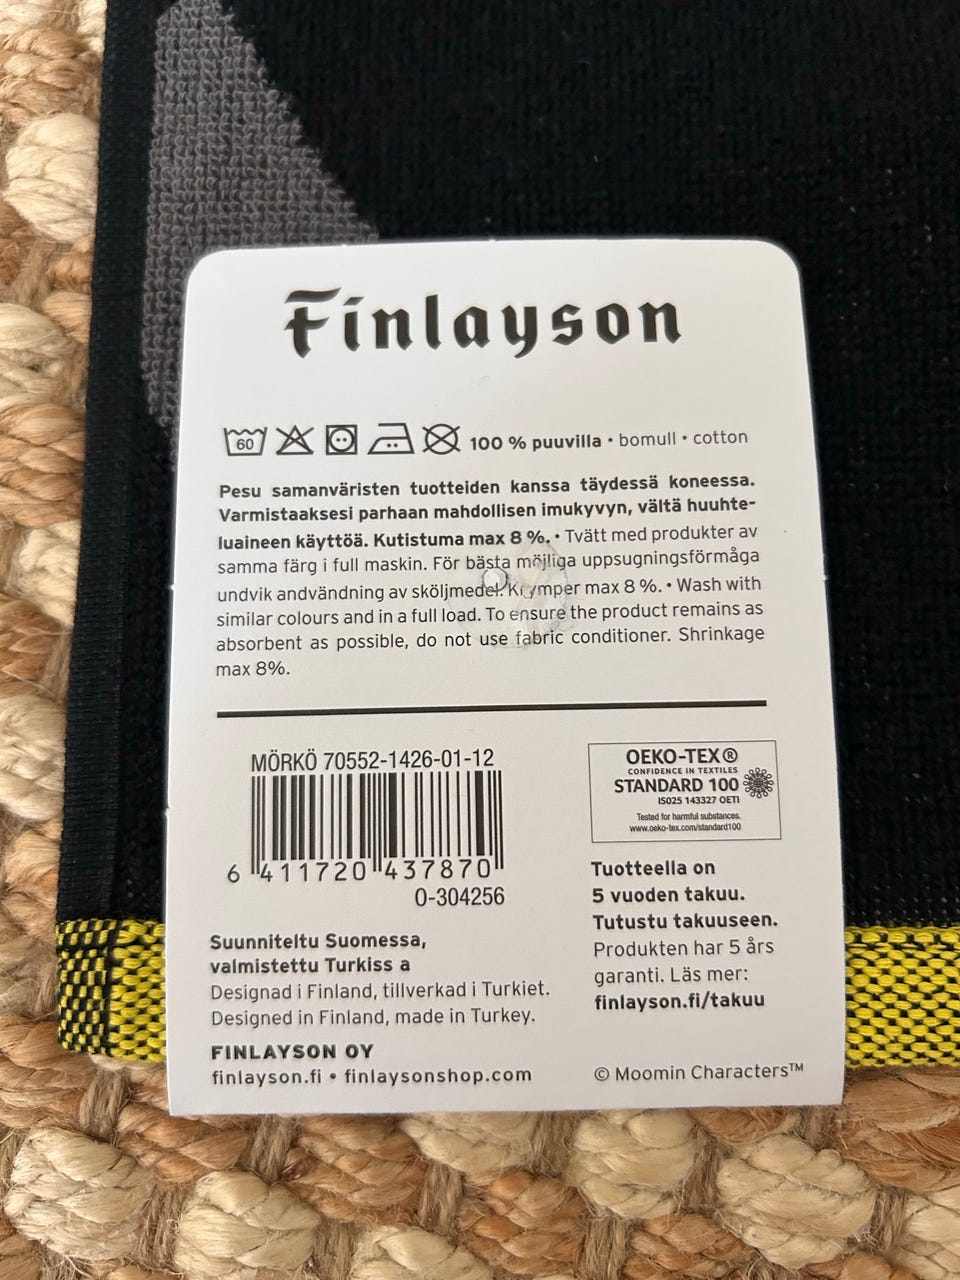 Finlayson
60 100 % puuvilla • bomull • cotton
Pesu samanväristen tuotteiden kanssa täydessä koneessa.
Varmistaaksesi parhaan mahdollisen imukyvyn, vältä huuhte-
luaineen käyttöä. Kutistuma max 8 %. • Tvätt med produkter av
samma färg i full maskin. För bästa möjliga uppsugningsförmåga
undvik andvändning av sköljmedel. Krymper max 8 %. • Wash with
similar colours and in a full load. To ensure the product remains as
absorbent as possible, do not use fabric conditioner. Shrinkage
max 8%.
MÖRKÖ 70552-1426-01-12
6 411720 437870
0-304256
Suunniteltu Suomessa,
valmistettu Turkiss a
Designad i Finland, tillverkad i Turkiet.
Designed in Finland, made in Turkey.
FINLAYSON OY
finlayson.fi • finlaysonshop.com
OEKO-TEX®
CONFIDENCE IN TEXTILES
STANDARD 100
IS025 143327 OETI
Tested for harmful substances.
www.oeko-tex.com/standard100
Tuotteella on
5 vuoden takuu.
Tutustu takuuseen.
Produkten har 5 års
garanti. Läs mer:
finlayson.fi/takuu
© Moomin Characters™